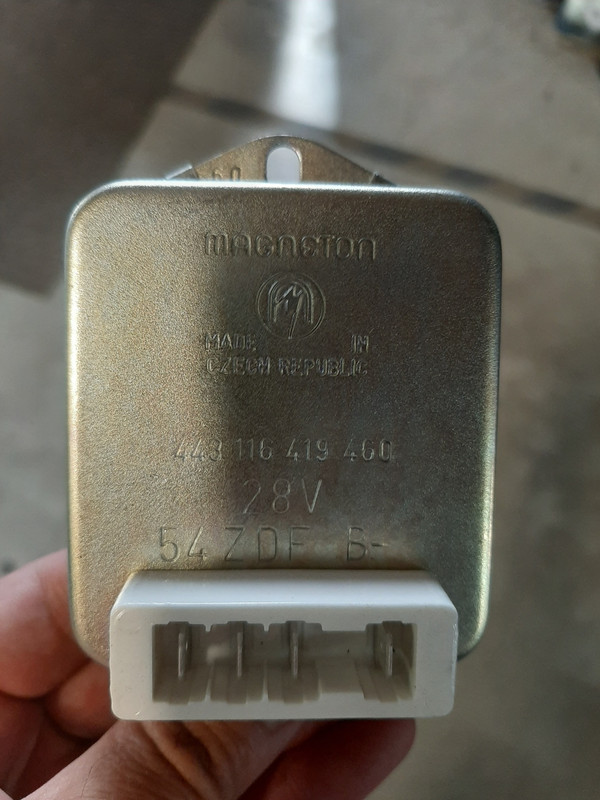 MAGNETON
MADE IN
CZECH REPUBLIC
443 116 419 460
28V
54 ZDF B-